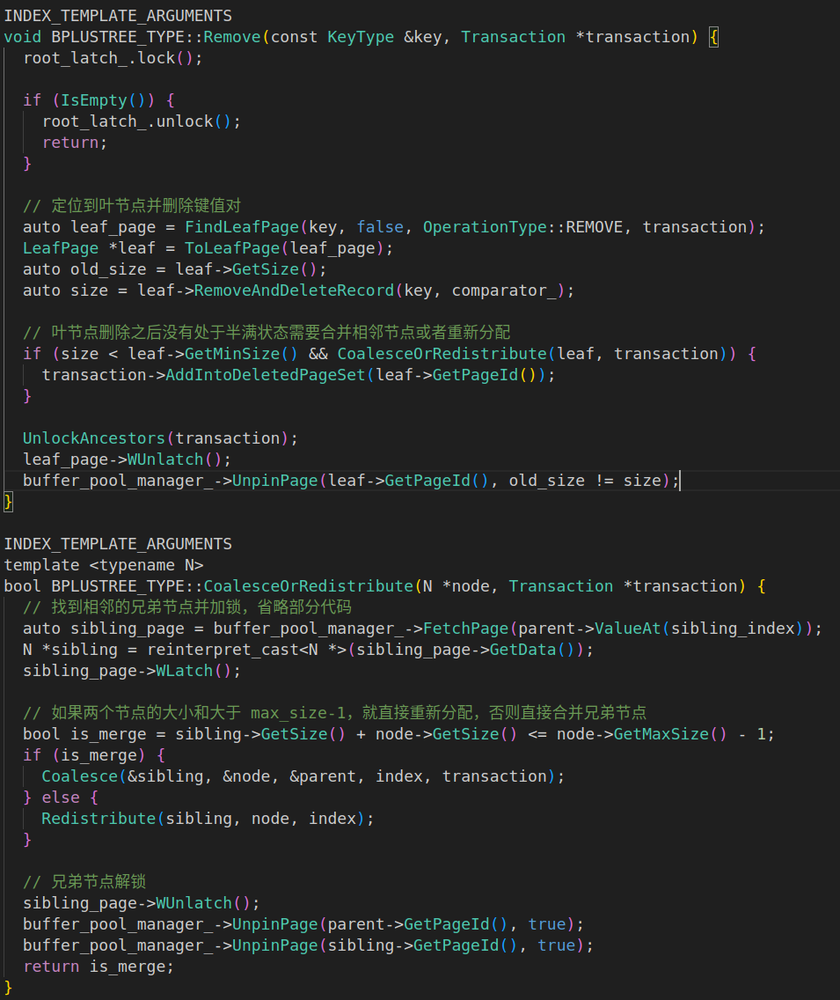 INDEX_TEMPLATE_ARGUMENTS
void BPLUSTREE_TYPE::Remove(const KeyType &key, Transaction *transaction) {
  root_latch_.lock();
  if (IsEmpty()) {
    root_latch_.unlock();
    return;
  }
  // 定位到叶节点并删除键值对
  auto leaf_page = FindLeafPage(key, false, OperationType::REMOVE, transaction);
  LeafPage *leaf = ToLeafPage(leaf_page);
  auto old_size = leaf->GetSize();
  auto size = leaf->RemoveAndDeleteRecord(key, comparator_);
  // 叶节点删除之后没有处于半满状态需要合并相邻节点或者重新分配
  if (size < leaf->GetMinSize() && CoalesceOrRedistribute(leaf, transaction)) {
    transaction->AddIntoDeletedPageSet(leaf->GetPageId());
  }
  UnlockAncestors(transaction);
  leaf_page->WUnlatch();
  buffer_pool_manager_->UnpinPage(leaf->GetPageId(), old_size != size);
}
INDEX_TEMPLATE_ARGUMENTS
template <typename N>
bool BPLUSTREE_TYPE::CoalesceOrRedistribute(N *node, Transaction *transaction) {
  // 找到相邻的兄弟节点并加锁，省略部分代码
  auto sibling_page = buffer_pool_manager_->FetchPage(parent->ValueAt(sibling_index));
  N *sibling = reinterpret_cast<N *>(sibling_page->GetData());
  sibling_page->WLatch();
  // 如果两个节点的大小和大于 max_size-1，就直接重新分配，否则直接合并兄弟节点
  bool is_merge = sibling->GetSize() + node->GetSize() <= node->GetMaxSize() - 1;
  if (is_merge) {
    Coalesce(&sibling, &node, &parent, index, transaction);
  } else {
    Redistribute(sibling, node, index);
  }
  // 兄弟节点解锁
  sibling_page->WUnlatch();
  buffer_pool_manager_->UnpinPage(parent->GetPageId(), true);
  buffer_pool_manager_->UnpinPage(sibling->GetPageId(), true);
  return is_merge;
}